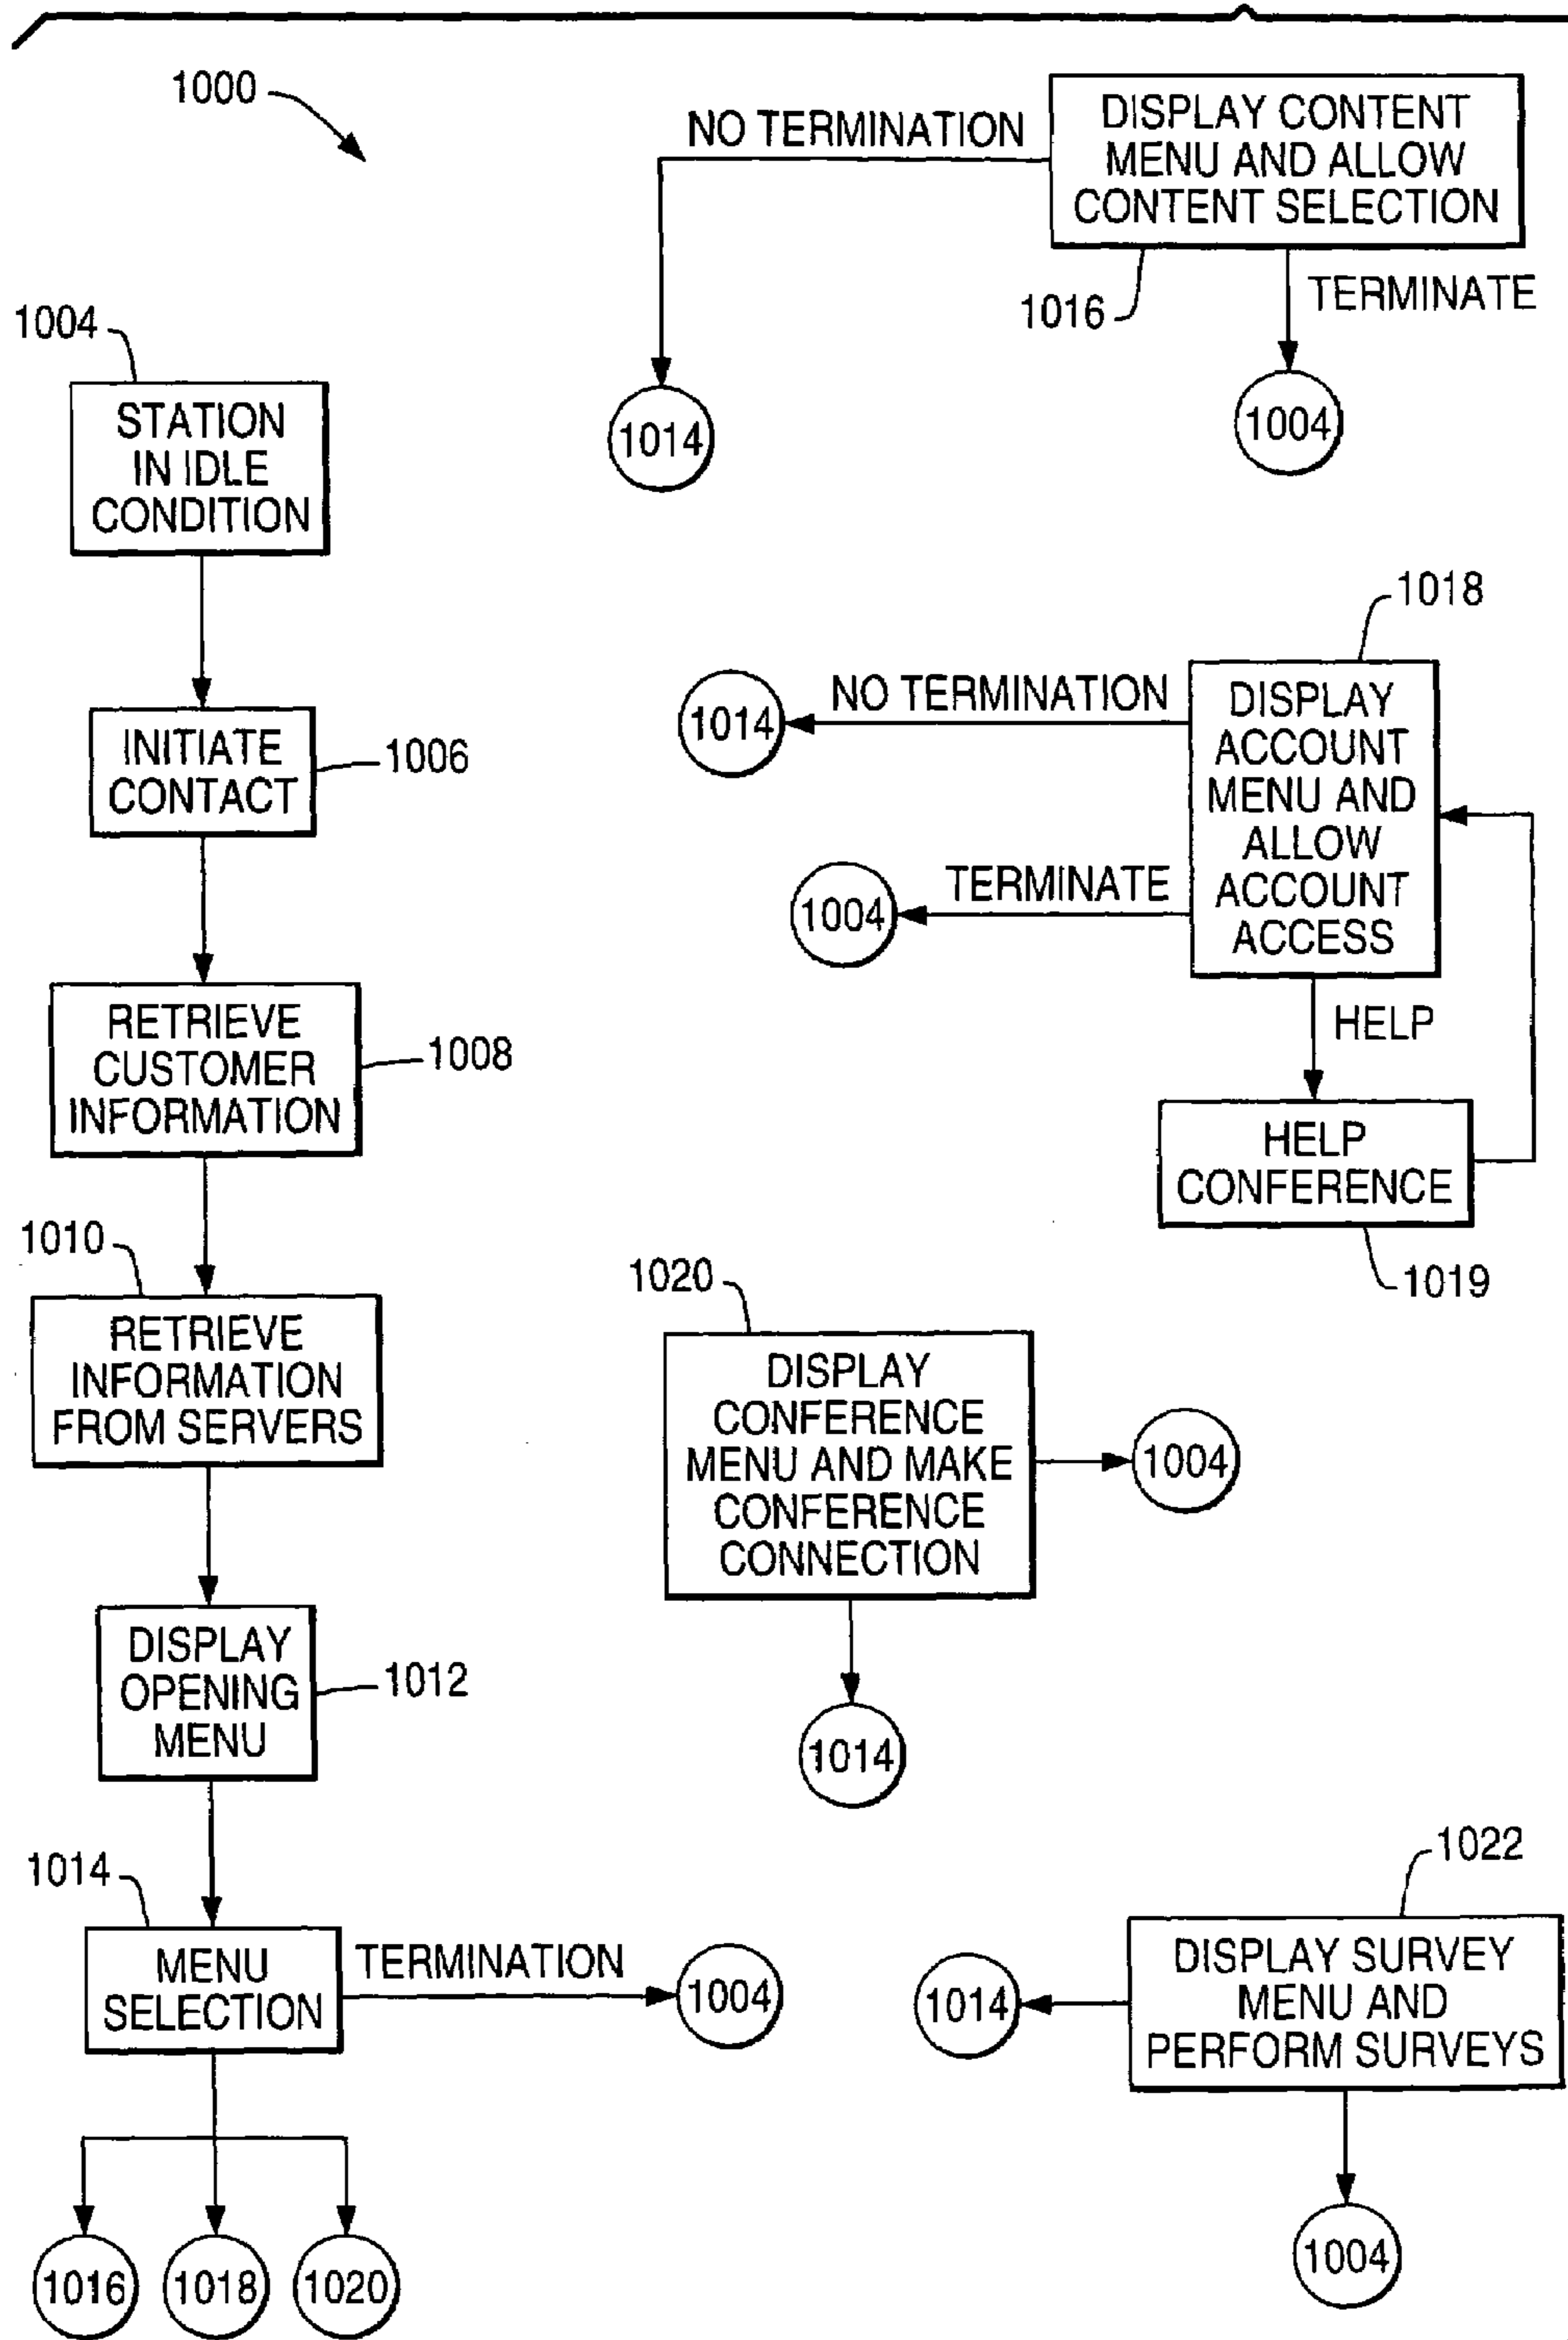 1000
NO TERMINATION
DISPLAY CONTENT
MENU AND ALLOW
CONTENT SELECTION
1016
TERMINATE
1014
1004
1004
STATION
IN IDLE
CONDITION
INITIATE
CONTACT
1006
RETRIEVE
CUSTOMER
INFORMATION
1008
1010
RETRIEVE
INFORMATION
FROM SERVERS
DISPLAY
OPENING
MENU
1012
1014
MENU
SELECTION
TERMINATION
1004
1016
1018
1020
1018
NO TERMINATION
1014
DISPLAY
ACCOUNT
MENU AND
ALLOW
ACCOUNT
ACCESS
TERMINATE
1004
HELP
HELP
CONFERENCE
1019
1020
DISPLAY
CONFERENCE
MENU AND MAKE
CONFERENCE
CONNECTION
1004
1014
1022
DISPLAY SURVEY
MENU AND
PERFORM SURVEYS
1014
1004